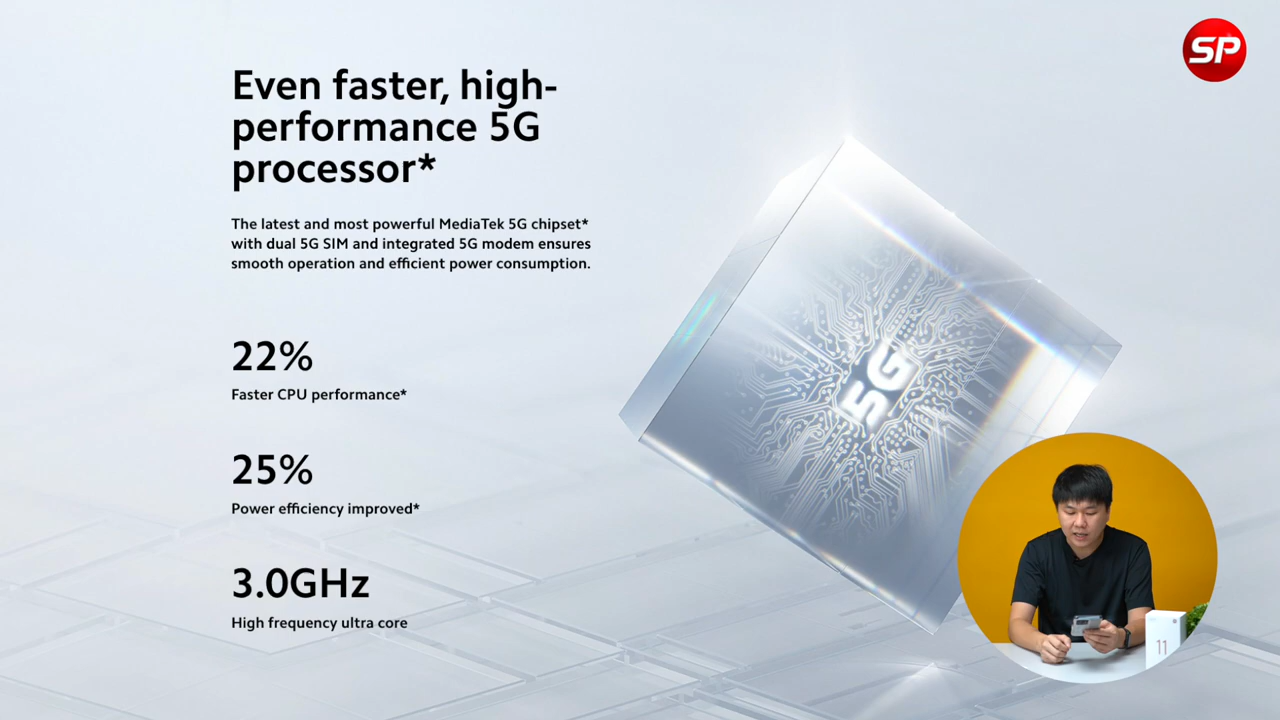 SP
Even faster, high-
performance 5G
processor*
The latest and most powerful MediaTek 5G chipset*
with dual 5G SIM and integrated 5G modem ensures
smooth operation and efficient power consumption.
22%
Faster CPU performance*
25%
Power efficiency improved*
3.0GHz
High frequency ultra core
5G
11